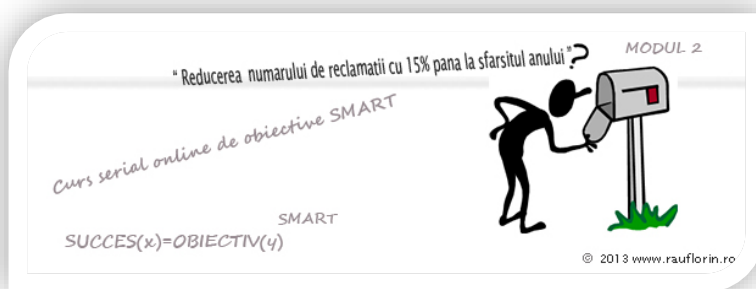 “ Reducerea numarului de reclamatii cu 15% pana la sfarsitul anului ”?
MODUL 2
Curs serial online de obiective SMART
SMART
SUCCES(x)=OBIECTIV(y)
© 2013 www.rauflorin.ro